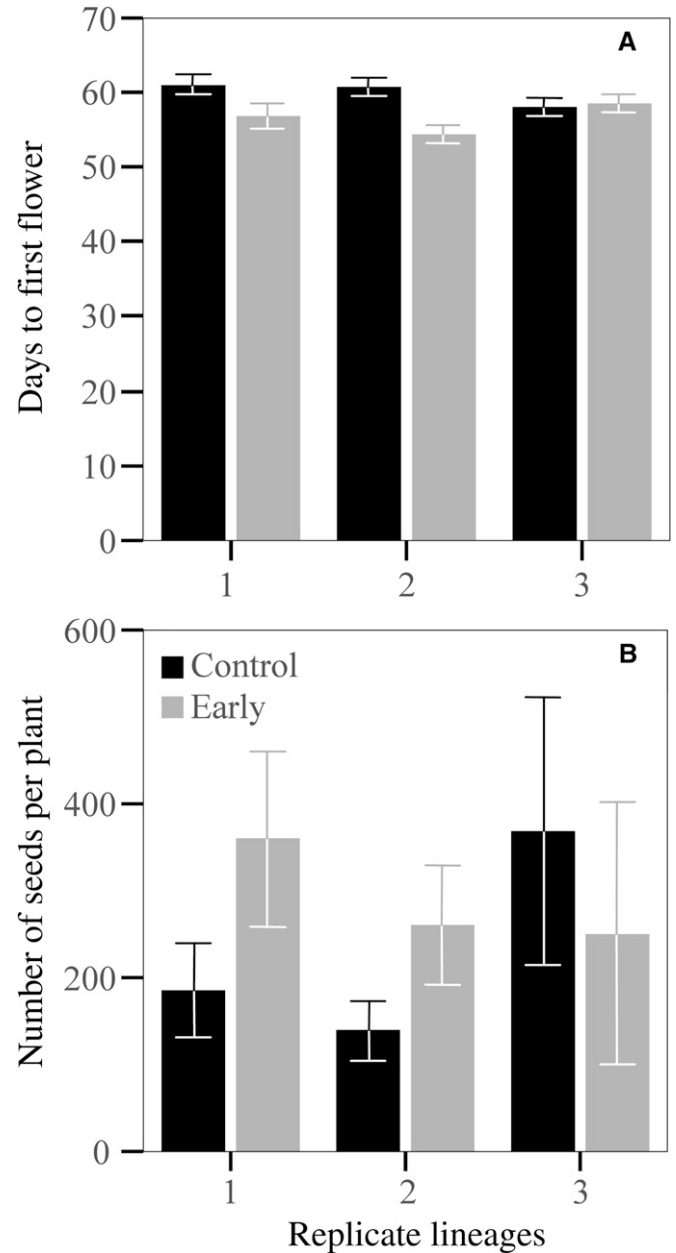 70
A
60
50
40
30
20
10
0
Days to first flower
1 2 3
600
B
Control
Early
400
200
0
Number of seeds per plant
1 2 3
Replicate lineages